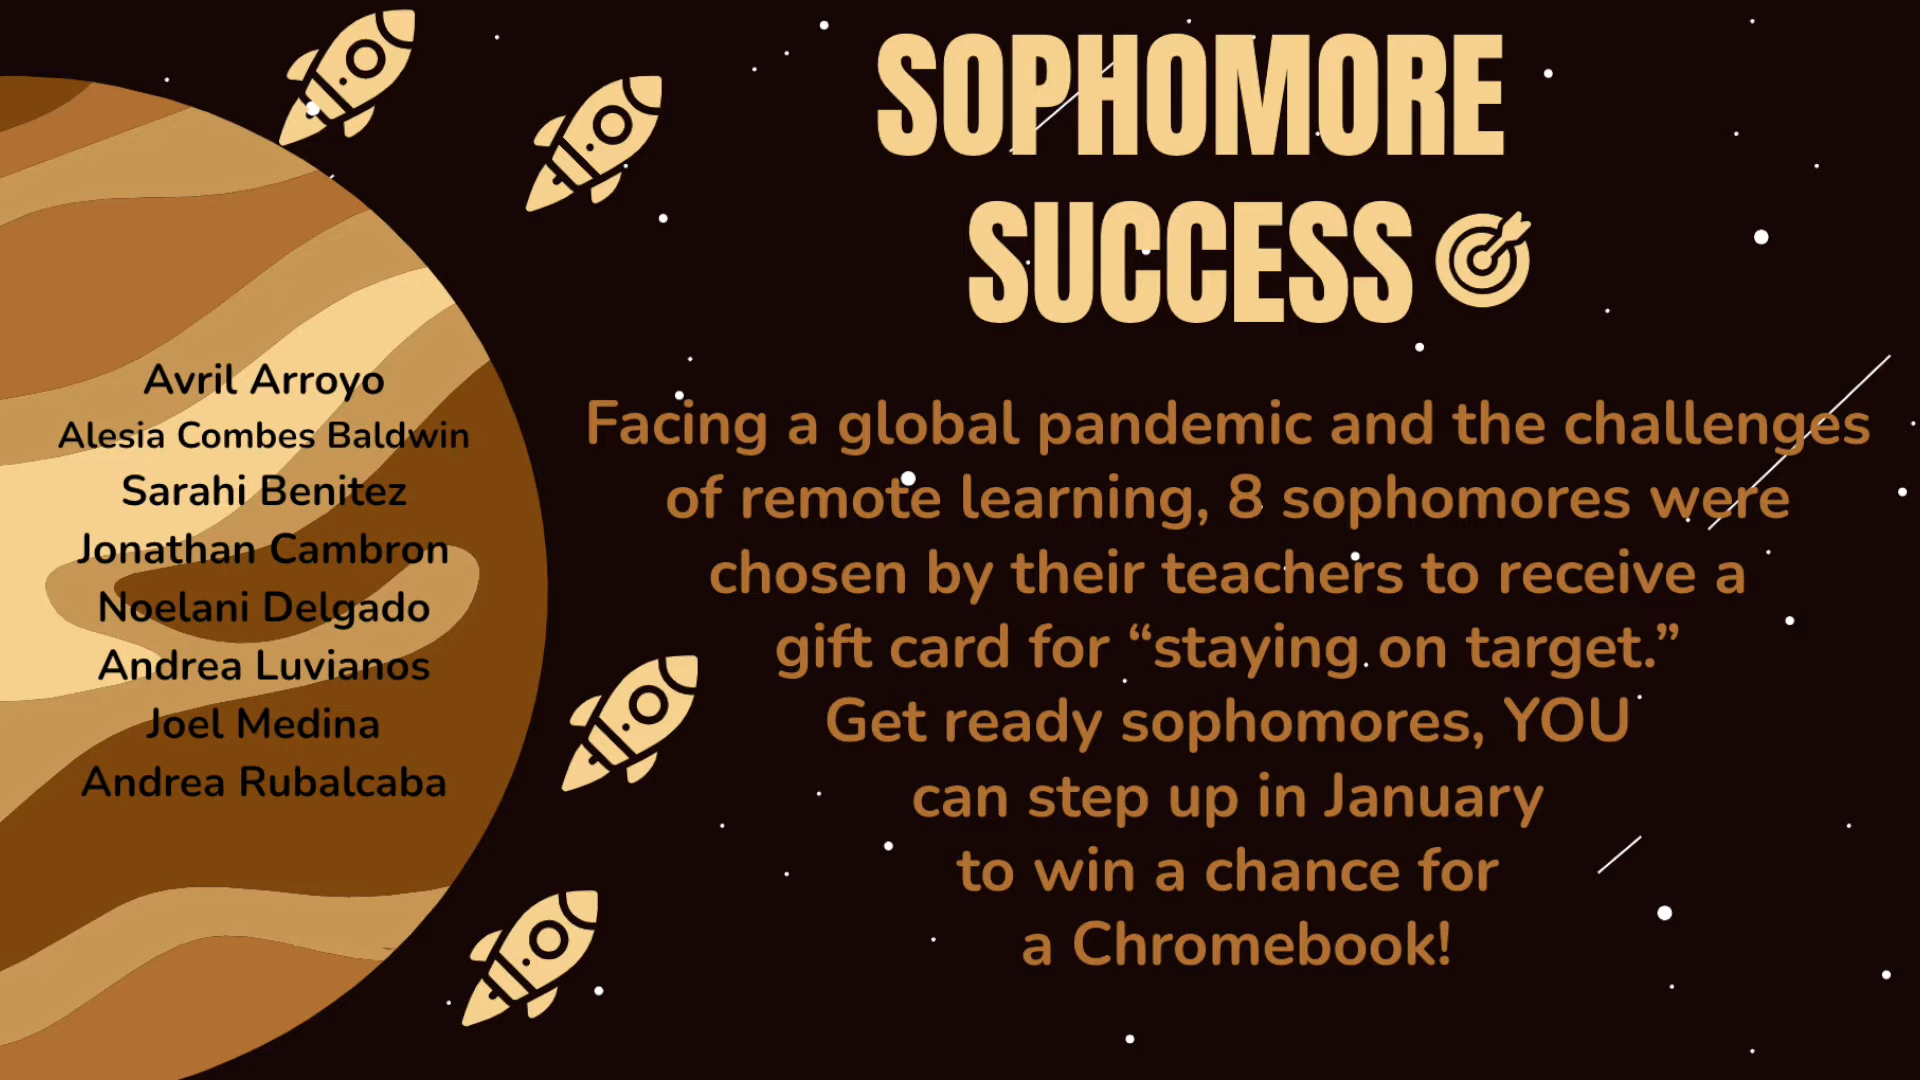 SOPHOMORE
SUCCESS
Avril Arroyo
Alesia Combes Baldwin
Sarahi Benitez
Jonathan Cambron
Noelani Delgado
Andrea Luvianos
Joel Medina
Andrea Rubalcaba
Facing a global pandemic and the challenges
of remote learning, 8 sophomores were
chosen by their teachers to receive a
gift card for “staying on target.”
Get ready sophomores, YOU
can step up in January
to win a chance for
a Chromebook!